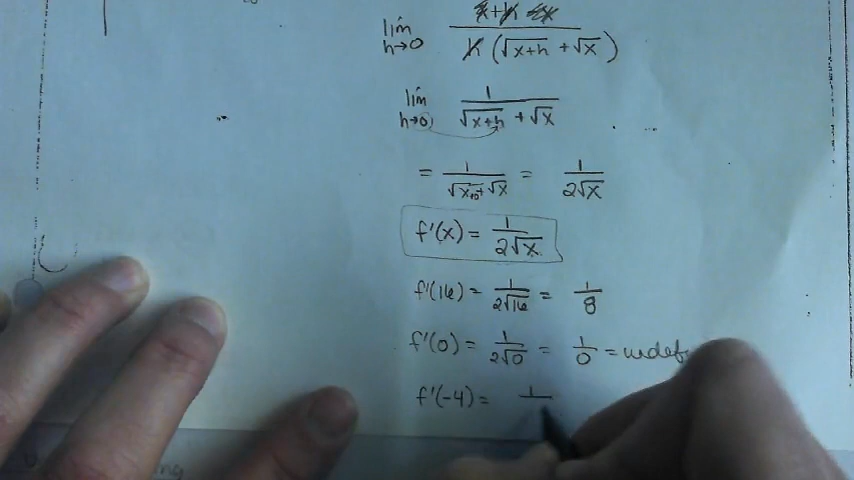 lim h→0 x+h-x / h(√x+h + √x)
lim h→0 1 / √x+h + √x
= 1 / √x+0 + √x = 1 / 2√x
f'(x) = 1 / 2√x
f'(16) = 1 / 2√16 = 1 / 8
f'(0) = 1 / 2√0 = 1 / 0 = undef
f'(-4) = 1 /